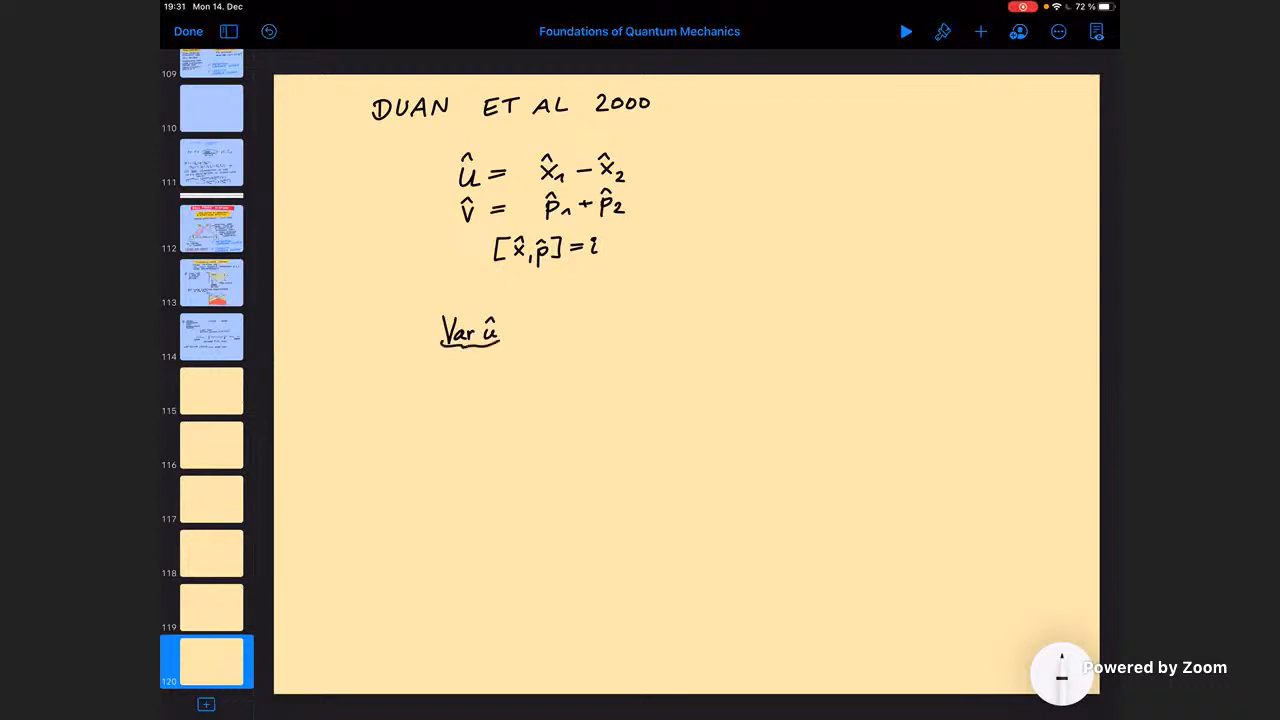 19:31 Mon 14. Dec
72 %
Done
Foundations of Quantum Mechanics
109
110
111
112
113
114
115
116
117
118
119
120
DUAN ET AL 2000
û = x̂₁ − x̂₂
v̂ = p̂₁ + p̂₂
[x̂,p̂] = i
Var û
Powered by Zoom